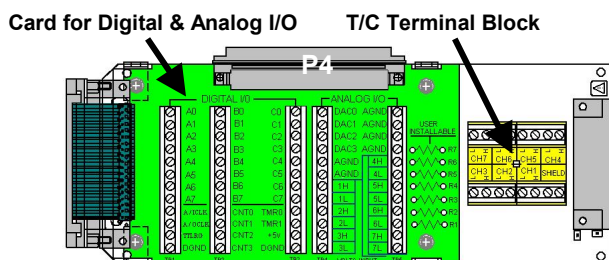 Card for Digital & Analog I/O T/C Terminal Block
P4
DIGITAL I/O ANALOG I/O
A0 B0 C0 DAC0 AGND
A1 B1 C1 DAC1 AGND
A2 B2 C2 DAC2 AGND
A3 B3 C3 DAC3 AGND
A4 B4 C4 AGND 4H
A5 B5 C5 AGND 4L
A6 B6 C6 1H 5H
A7 B7 C7 1L 5L
A/ICLK CNT0 TMR0 2H 6H
A/OCLK CNT1 TMR1 2L 6L
TTLRG CNT2 +5v 3H 7H
DGND CNT3 DGND 3L 7L
USER
INSTALLABLE
R7
R6
R5
R4
R3
R2
R1
L H L H L H L H
CH7 CH6 CH5 CH4
CH3 CH2 CH1 SHIELD